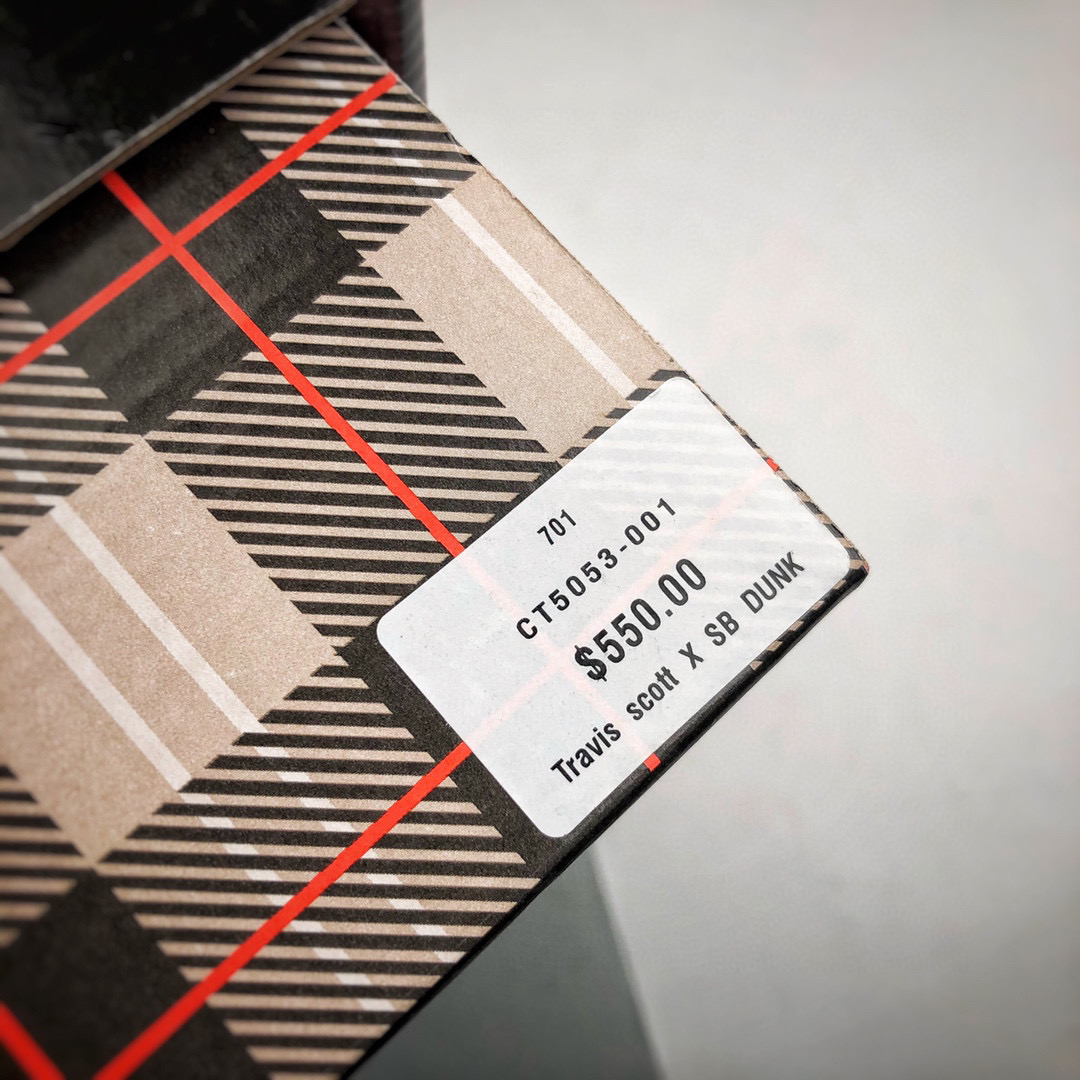 701
CT5053-001
$550.00
Travis scott X SB DUNK